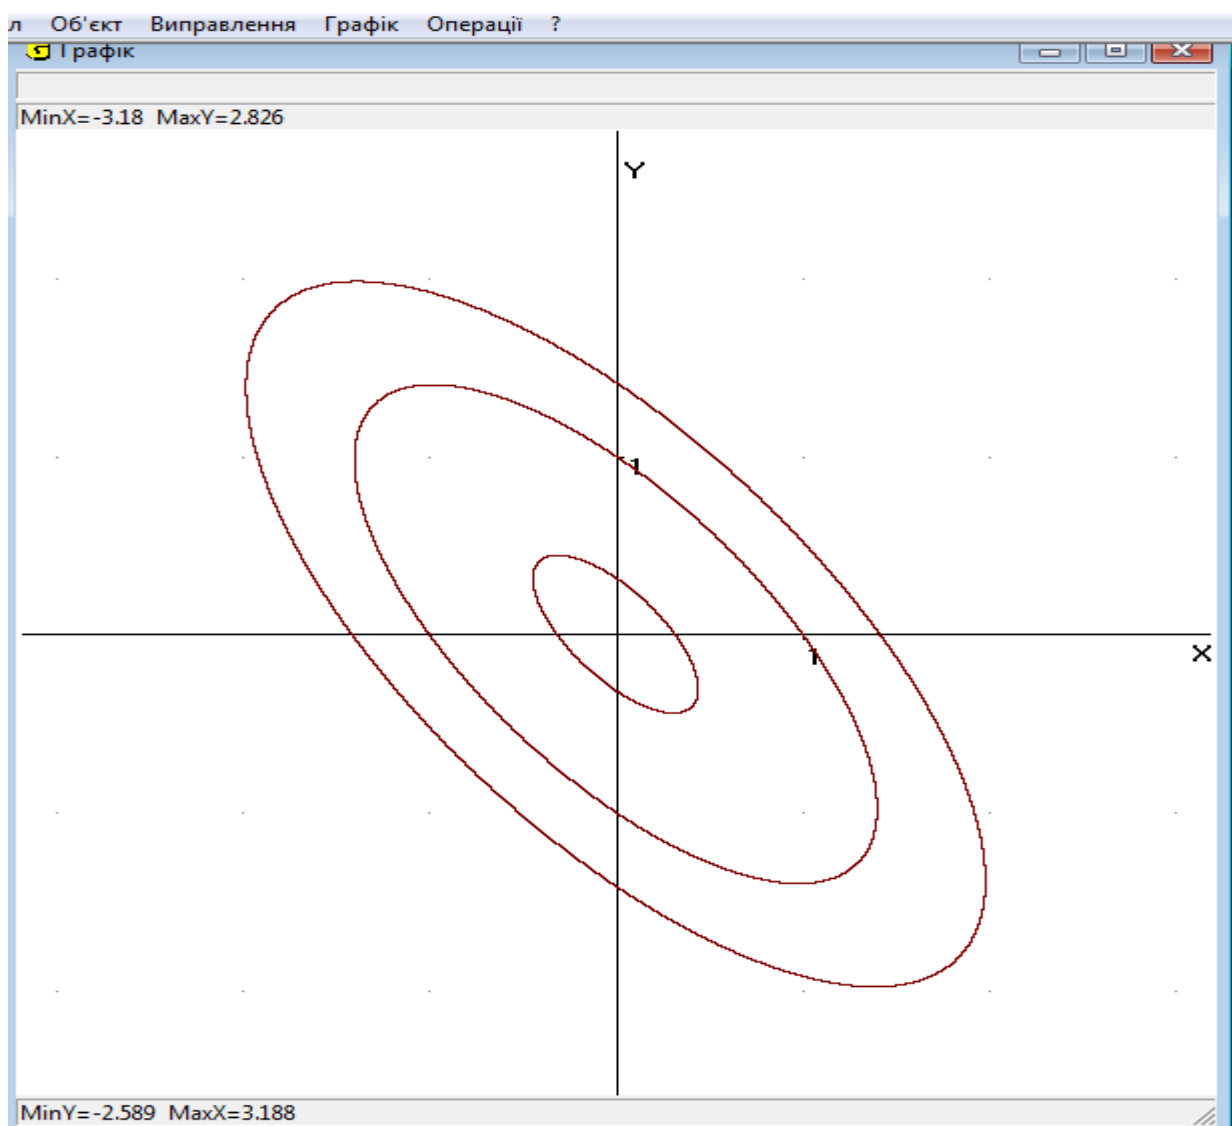 л Об'єкт Виправлення Графік Операції ?
Графік
MinX=-3.18 MaxY=2.826
Y
1
X
1
MinY=-2.589 MaxX=3.188